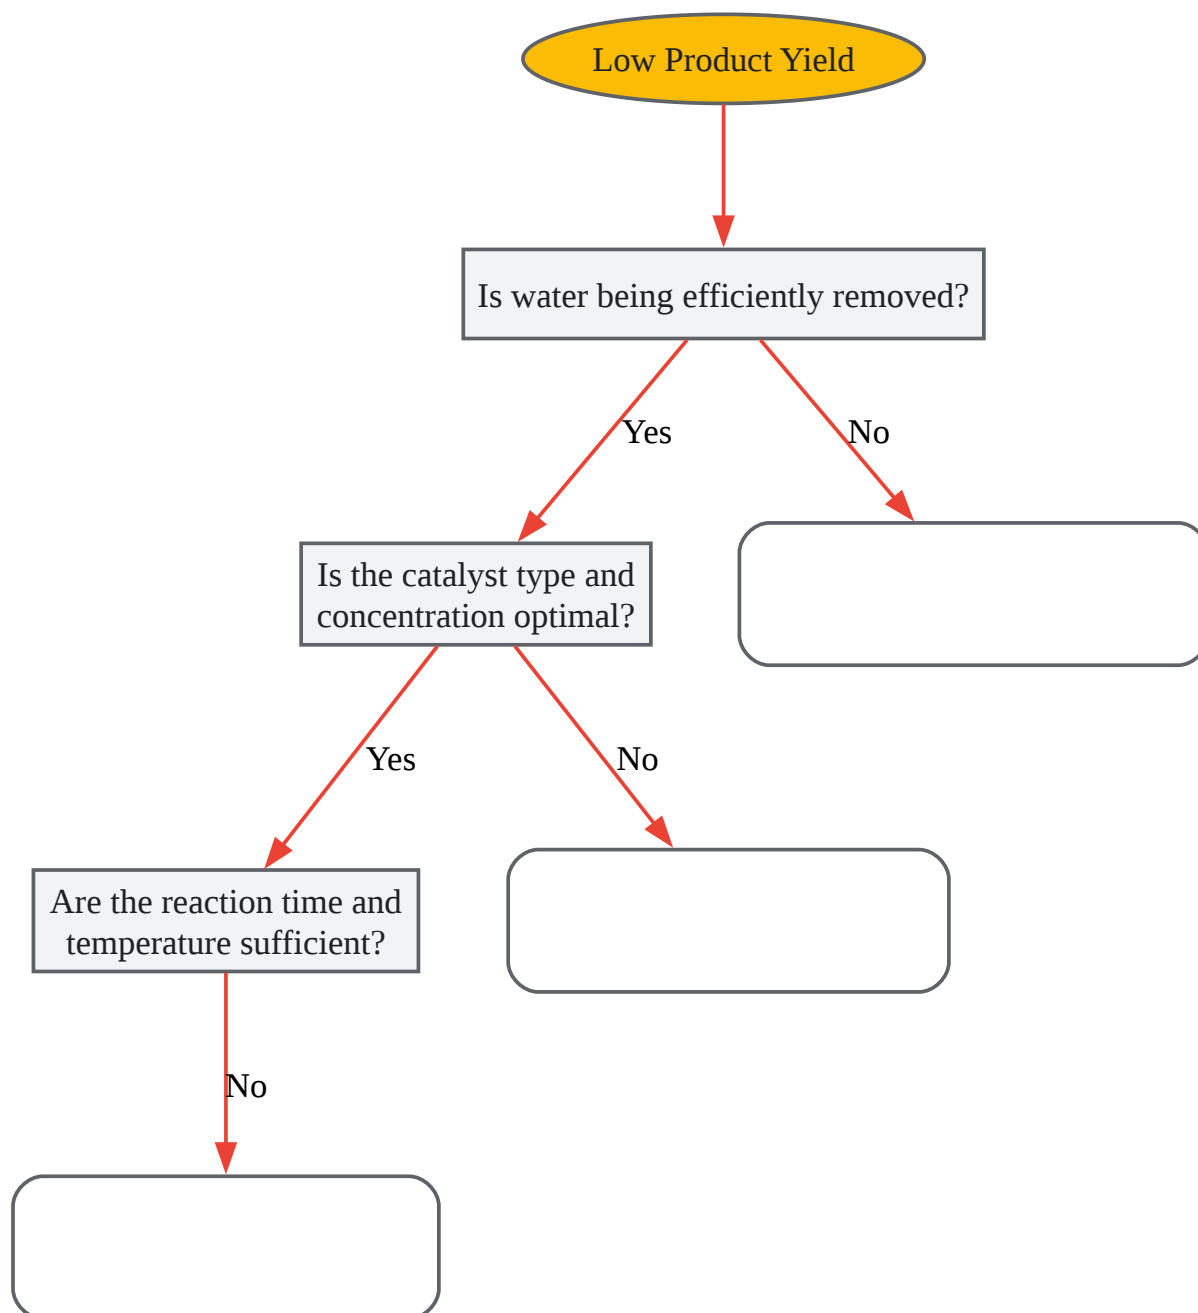 Low Product Yield
Is water being efficiently removed?
Yes
No
Is the catalyst type and
concentration optimal?
Yes
No
Are the reaction time and
temperature sufficient?
No